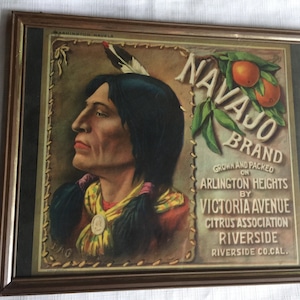 NAVAJO
BRAND
GROWN AND PACKED
ON
ARLINGTON HEIGHTS
BY
VICTORIA AVENUE
CITRUS ASSOCIATION
RIVERSIDE
RIVERSIDE CO. CAL.